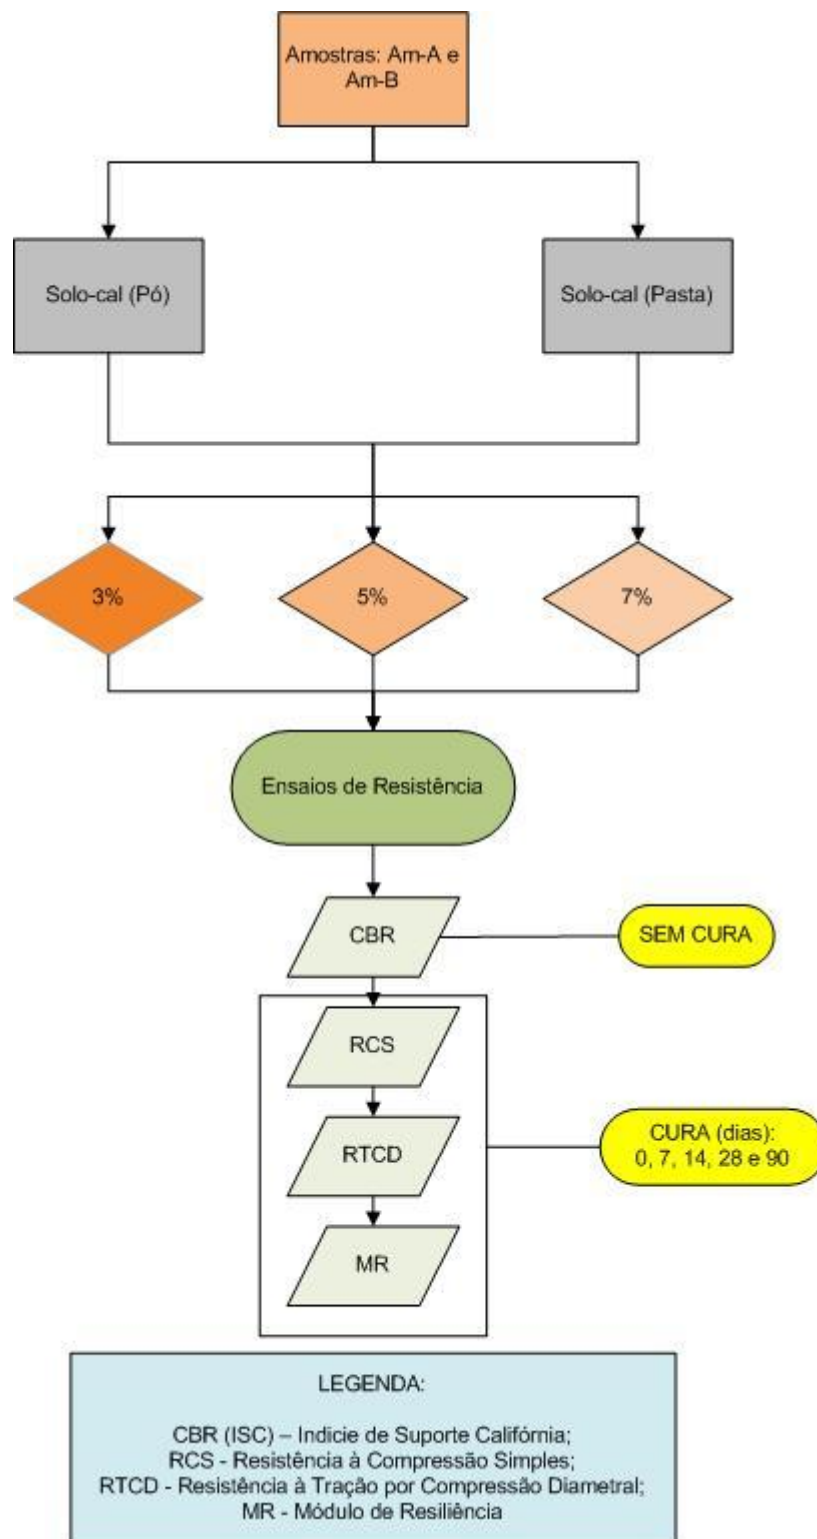 Amostras: Am-A e
Am-B
Solo-cal (Pó)
Solo-cal (Pasta)
3%
5%
7%
Ensaios de Resistência
CBR
SEM CURA
RCS
RTCD
CURA (dias):
0, 7, 14, 28 e 90
MR
LEGENDA:
CBR (ISC) – Indicie de Suporte Califórnia;
RCS - Resistência à Compressão Simples;
RTCD - Resistência à Tração por Compressão Diametral;
MR - Módulo de Resiliência